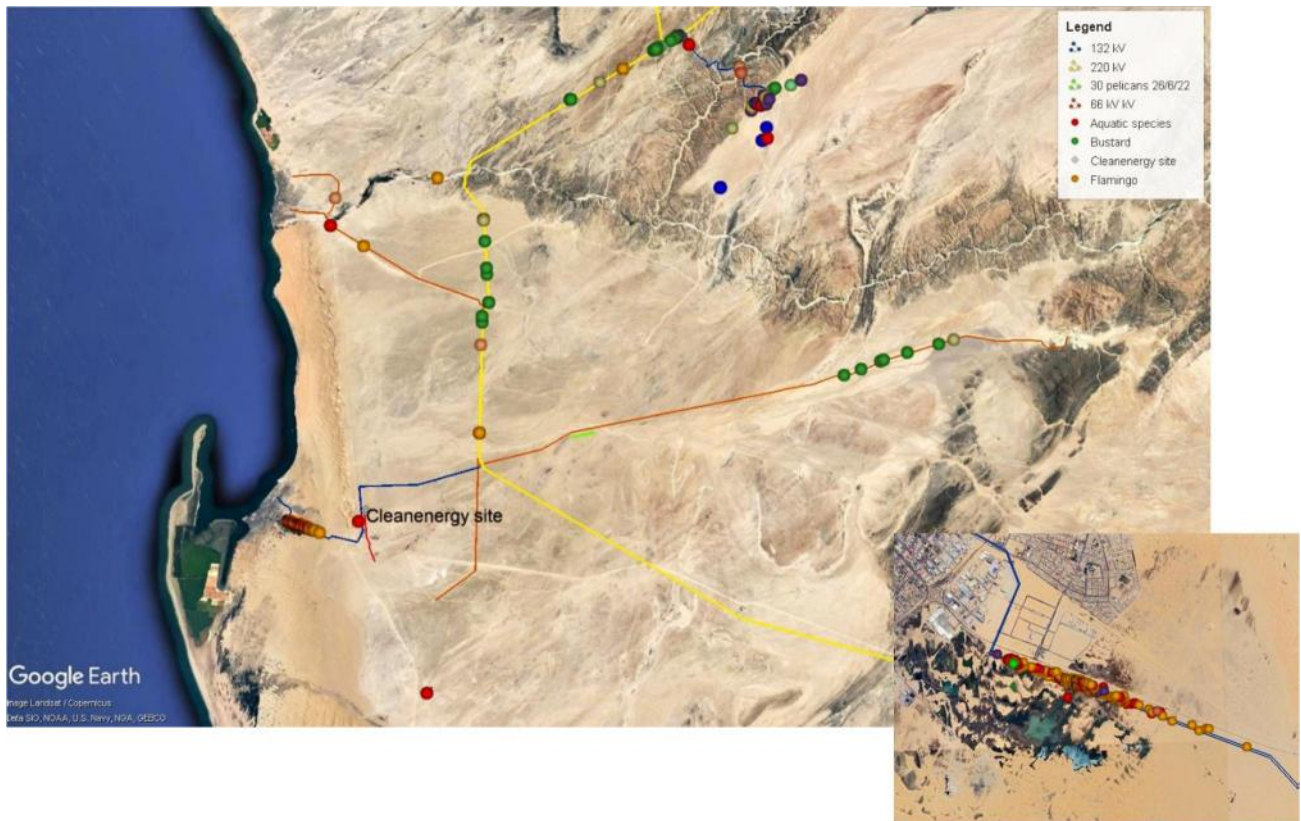 Legend
132 kV
220 kV
30 pelicans 26/6/22
66 kV kV
Aquatic species
Bustard
Cleanenergy site
Flamingo
Cleanenergy site
Google Earth
Image Landsat / Copernicus
Data SIO, NOAA, U.S. Navy, NGA, GEBCO